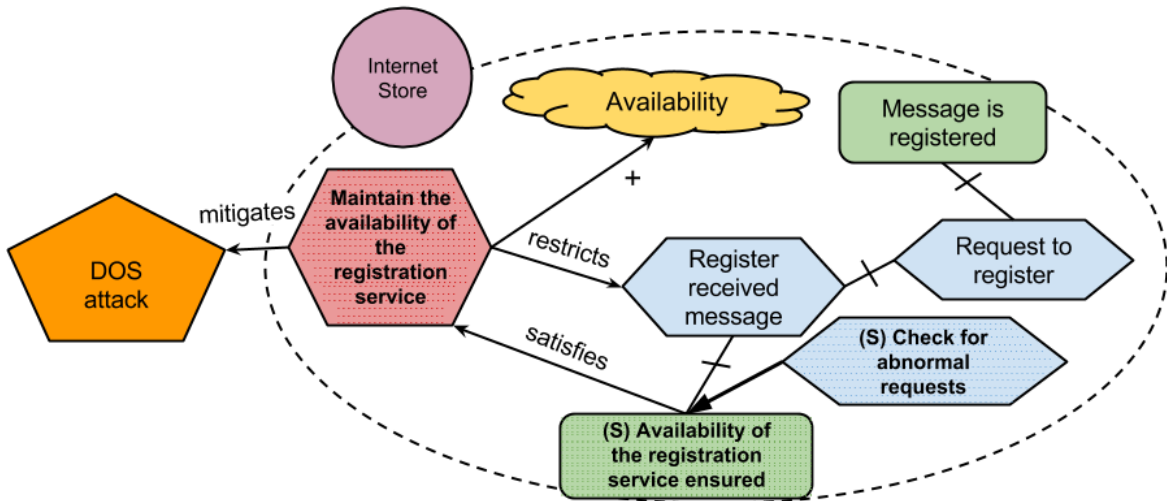 Internet
Store
Availability
Message is
registered
Maintain the
availability of
the
registration
service
mitigates
DOS
attack
+
restricts
Register
received
message
Request to
register
satisfies
(S) Check for
abnormal
requests
(S) Availability of
the registration
service ensured